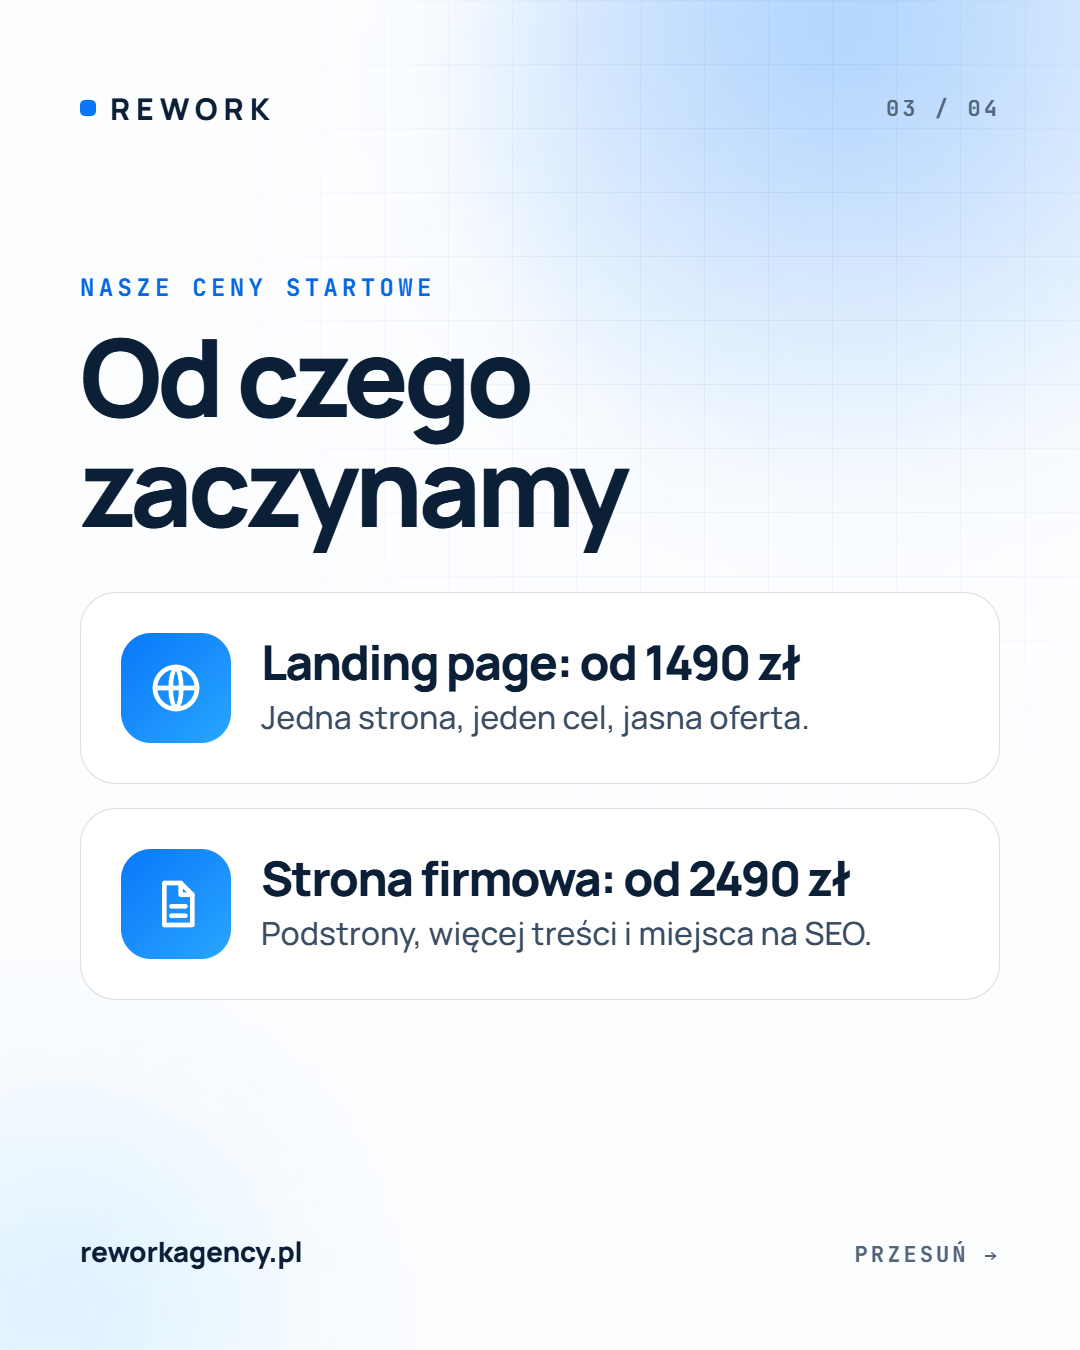 REWORK
03 / 04
NASZE CENY STARTOWE
Od czego
zaczynamy
Landing page: od 1490 zł
Jedna strona, jeden cel, jasna oferta.
Strona firmowa: od 2490 zł
Podstrony, więcej treści i miejsca na SEO.
reworkagency.pl
PRZESUŃ →